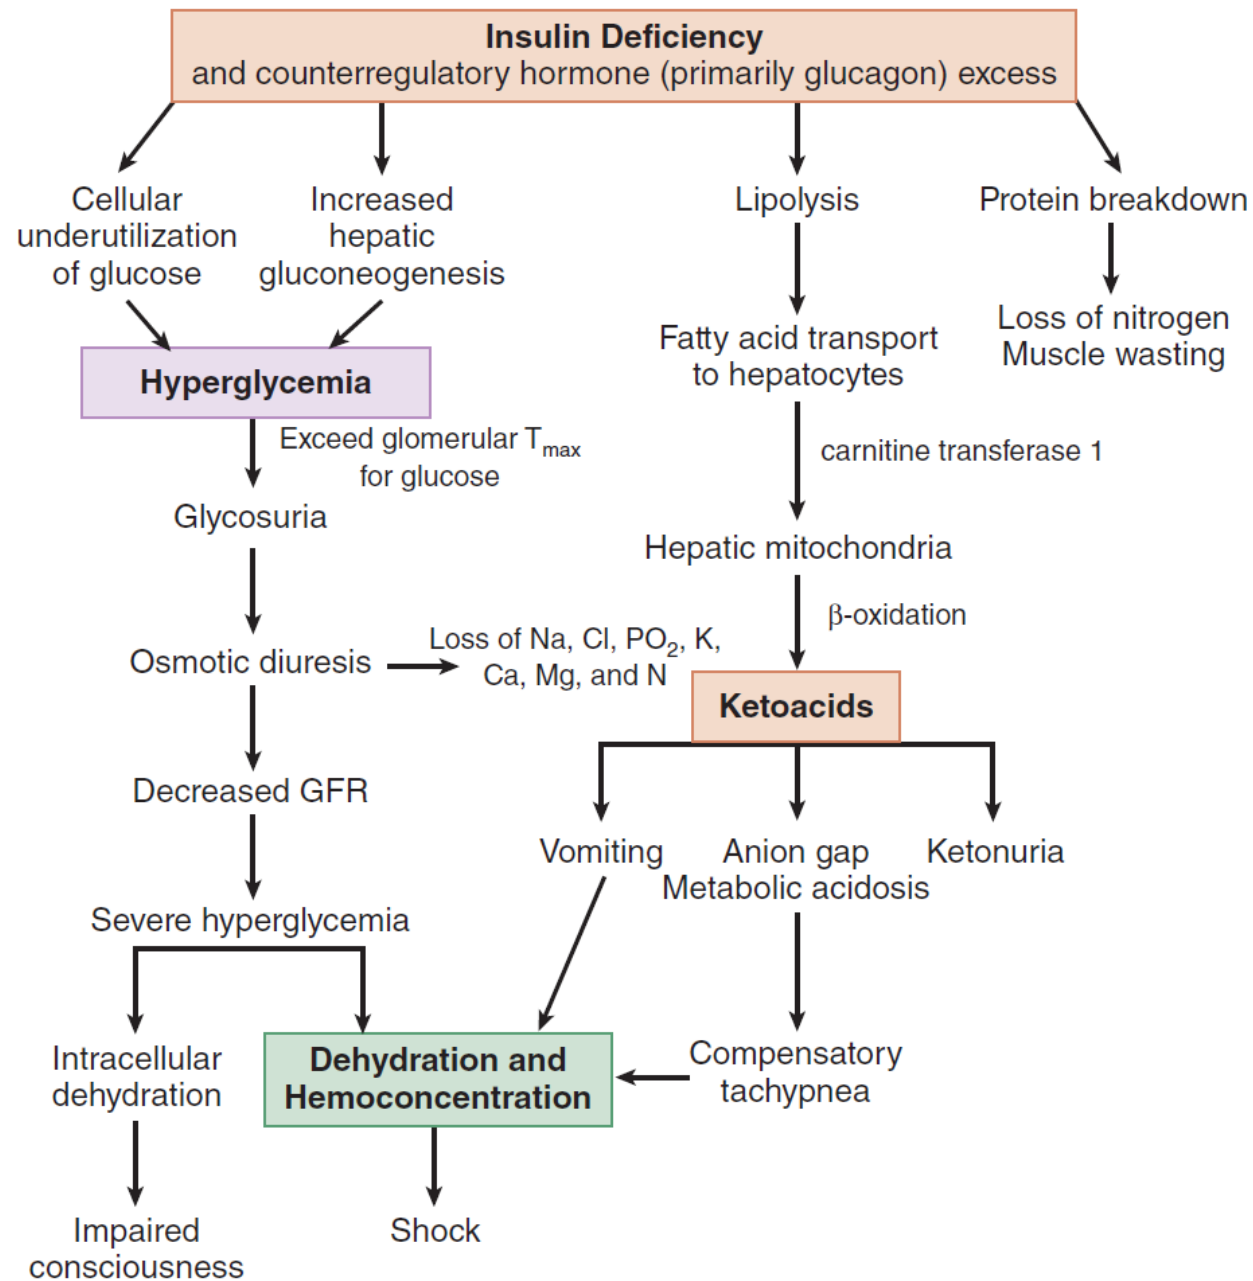 Insulin Deficiency
and counterregulatory hormone (primarily glucagon) excess
Cellular
underutilization
of glucose
Increased
hepatic
gluconeogenesis
Lipolysis
Protein breakdown
Loss of nitrogen
Muscle wasting
Fatty acid transport
to hepatocytes
Hyperglycemia
Exceed glomerular Tmax
for glucose
carnitine transferase 1
Glycosuria
Hepatic mitochondria
β-oxidation
Osmotic diuresis
Loss of Na, Cl, PO2, K,
Ca, Mg, and N
Ketoacids
Decreased GFR
Vomiting
Anion gap
Metabolic acidosis
Ketonuria
Severe hyperglycemia
Intracellular
dehydration
Dehydration and
Hemoconcentration
Compensatory
tachypnea
Impaired
consciousness
Shock